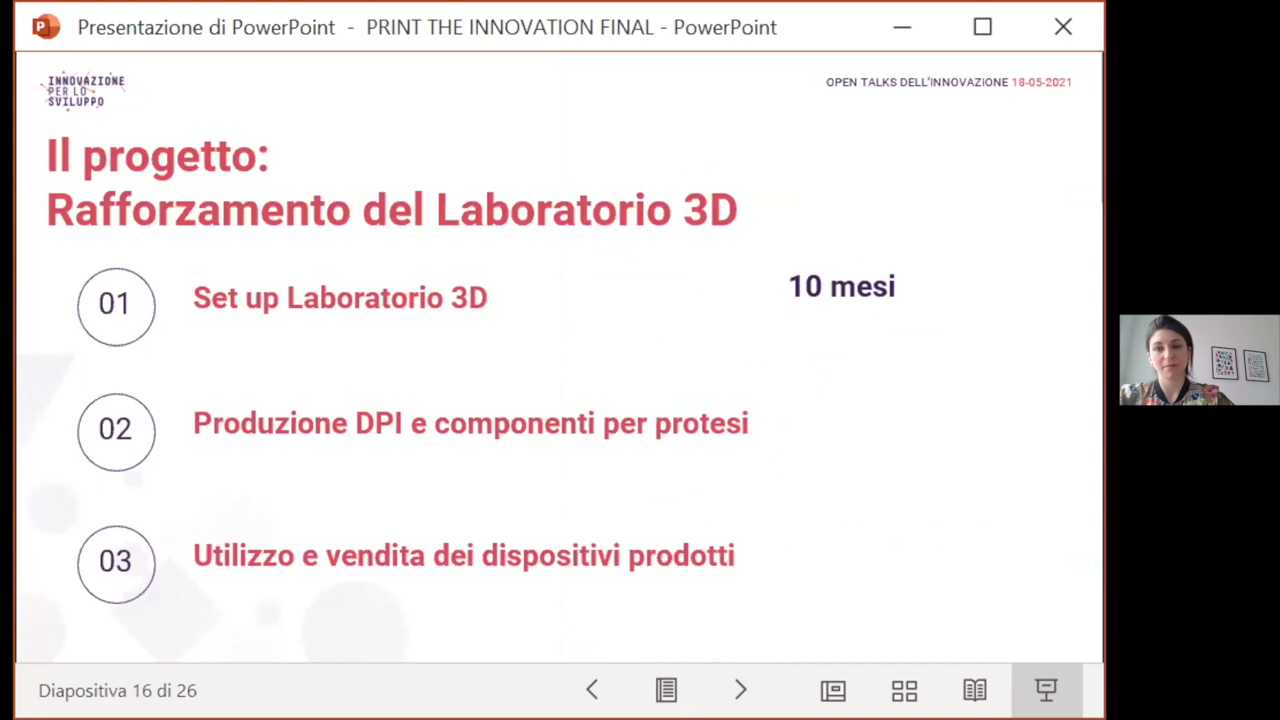 Presentazione di PowerPoint - PRINT THE INNOVATION FINAL - PowerPoint
INNOVAZIONE
PER LO
SVILUPPO
OPEN TALKS DELL'INNOVAZIONE 18-05-2021
Il progetto:
Rafforzamento del Laboratorio 3D
01
Set up Laboratorio 3D
10 mesi
02
Produzione DPI e componenti per protesi
03
Utilizzo e vendita dei dispositivi prodotti
Diapositiva 16 di 26